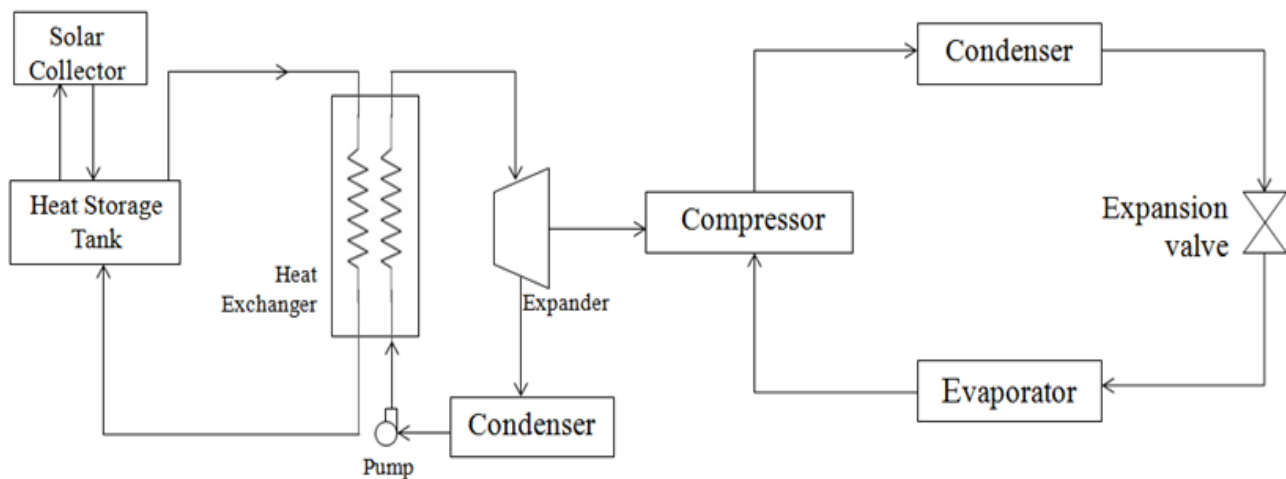 Solar
Collector
Heat Storage
Tank
Heat
Exchanger
Expander
Condenser
Pump
Compressor
Condenser
Expansion
valve
Evaporator